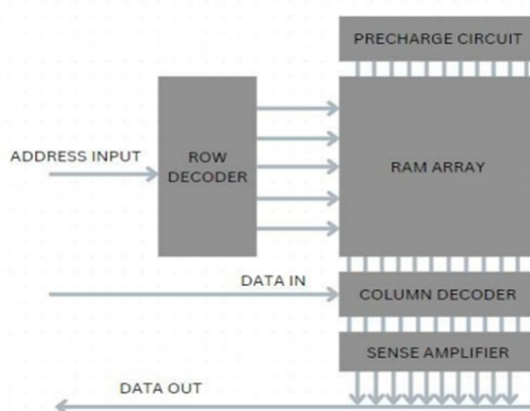 PRECHARGE CIRCUIT
ADDRESS INPUT
ROW
DECODER
RAM ARRAY
DATA IN
COLUMN DECODER
SENSE AMPLIFIER
DATA OUT